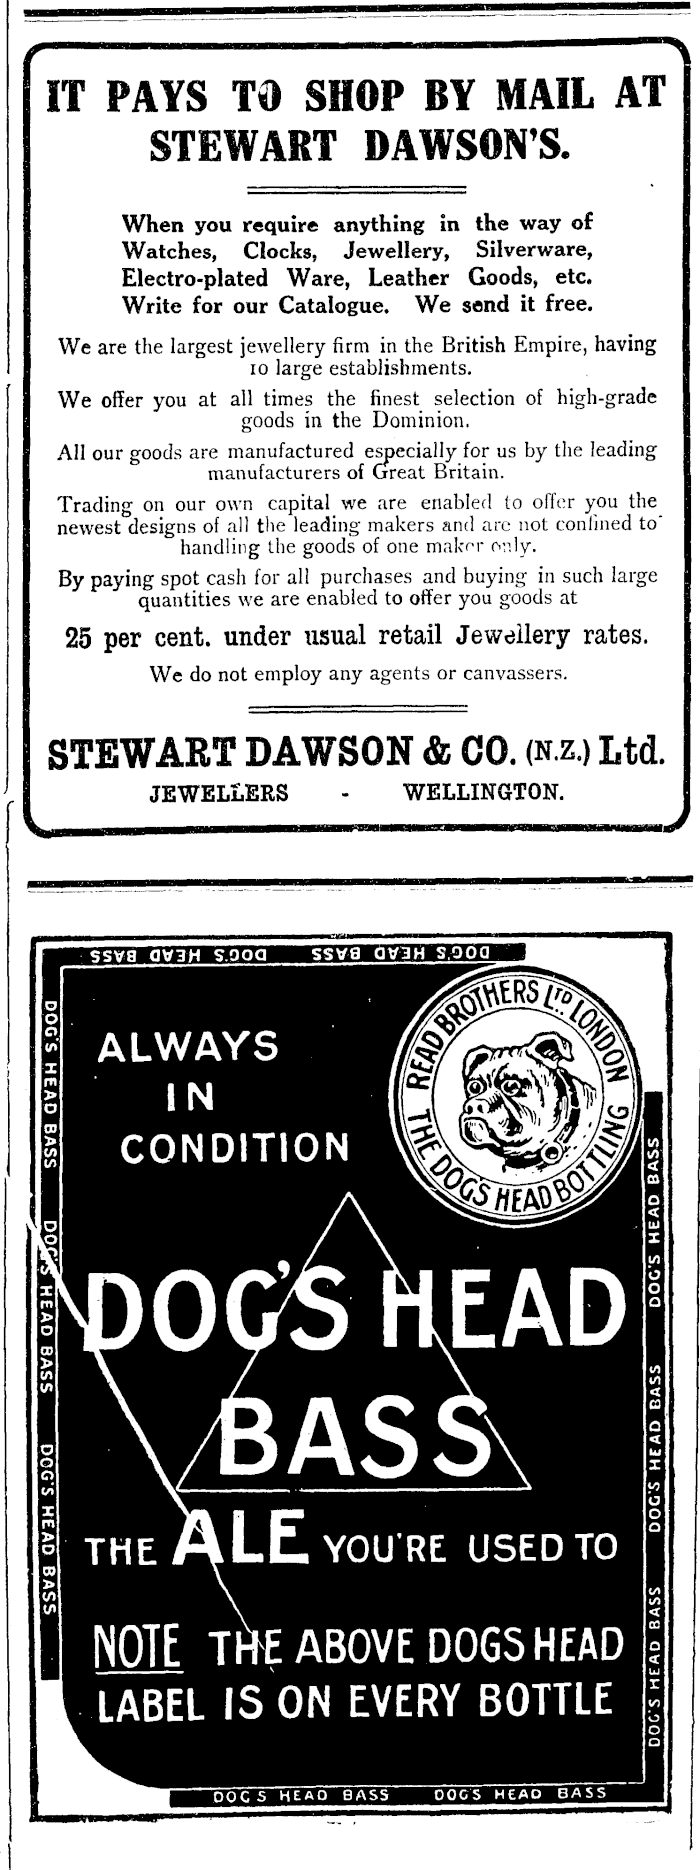 IT PAYS TO SHOP BY MAIL AT
STEWART DAWSON'S.
When you require anything in the way of
Watches, Clocks, Jewellery, Silverware,
Electro-plated Ware, Leather Goods, etc.
Write for our Catalogue. We send it free.
We are the largest jewellery firm in the British Empire, having
10 large establishments.
We offer you at all times the finest selection of high-grade
goods in the Dominion.
All our goods are manufactured especially for us by the leading
manufacturers of Great Britain.
Trading on our own capital we are enabled to offer you the
newest designs of all the leading makers and are not confined to
handling the goods of one maker only.
By paying spot cash for all purchases and buying in such large
quantities we are enabled to offer you goods at
25 per cent. under usual retail Jewellery rates.
We do not employ any agents or canvassers.
STEWART DAWSON & CO. (N.Z.) Ltd.
JEWELLERS - WELLINGTON.
DOG'S HEAD BASS DOG'S HEAD BASS
READ BROTHERS LTD. LONDON
THE DOGS HEAD BOTTLING
ALWAYS
IN
CONDITION
DOG'S HEAD
BASS
THE ALE YOU'RE USED TO
NOTE THE ABOVE DOGS HEAD
LABEL IS ON EVERY BOTTLE
DOG'S HEAD BASS DOG'S HEAD BASS DOG'S HEAD BASS
DOG'S HEAD BASS DOG'S HEAD BASS DOG'S HEAD BASS
DOGS HEAD BASS DOG'S HEAD BASS